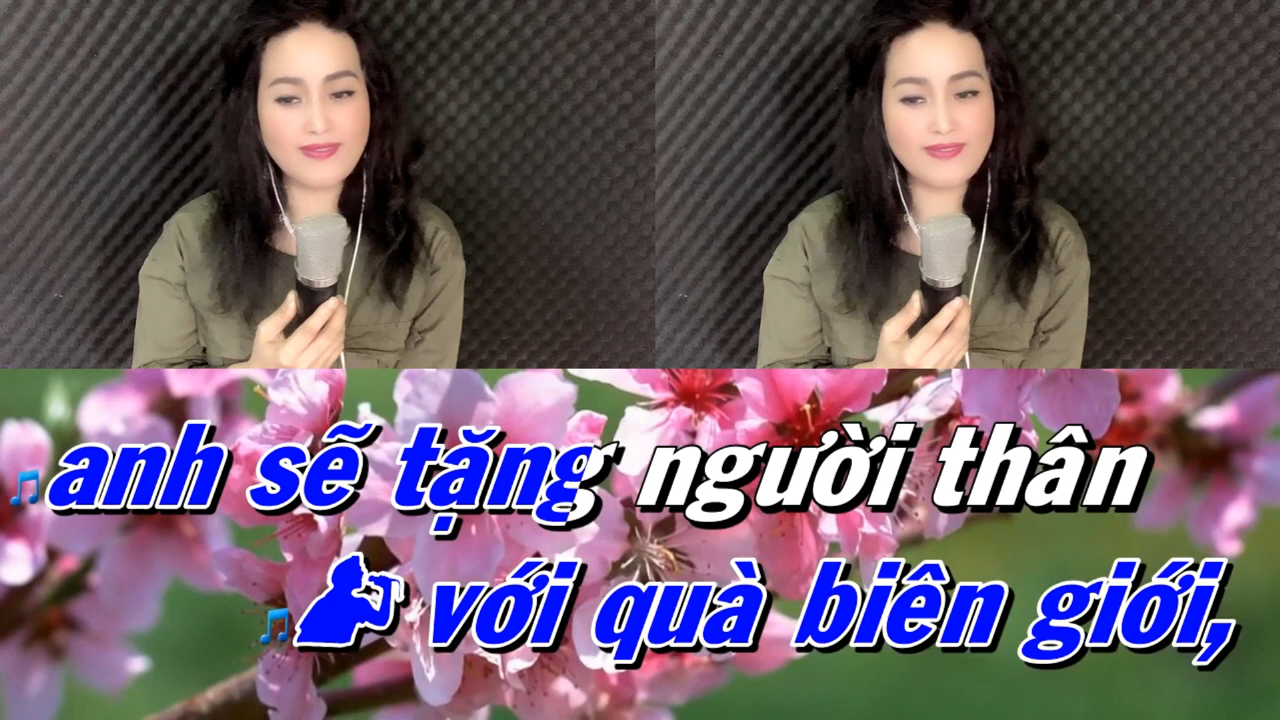 anh sẽ tặng người thân
với quà biên giới,